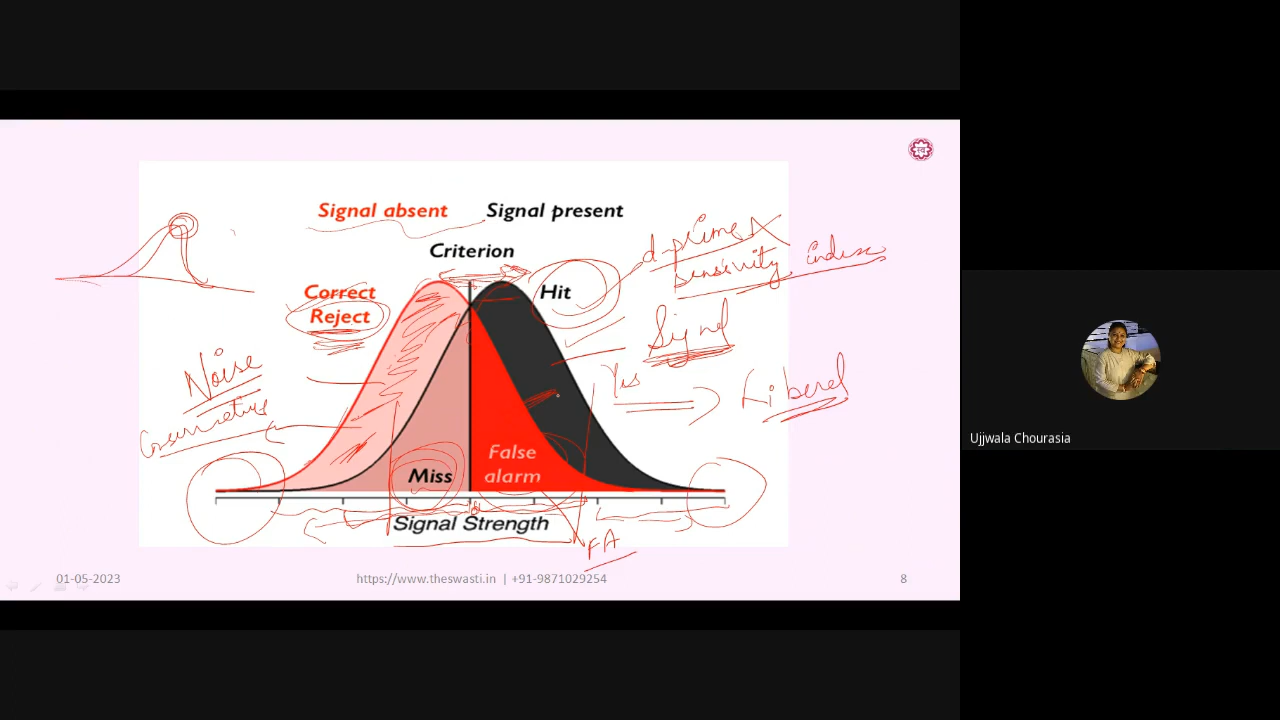 Signal absent Signal present
Criterion
d-prime
sensivity index
Correct
Reject
Hit
Signal
Noise
Yes
Liberal
Conservative
False
alarm
Miss
Signal Strength
FA
Ujjwala Chourasia
01-05-2023 https://www.theswasti.in | +91-9871029254 8